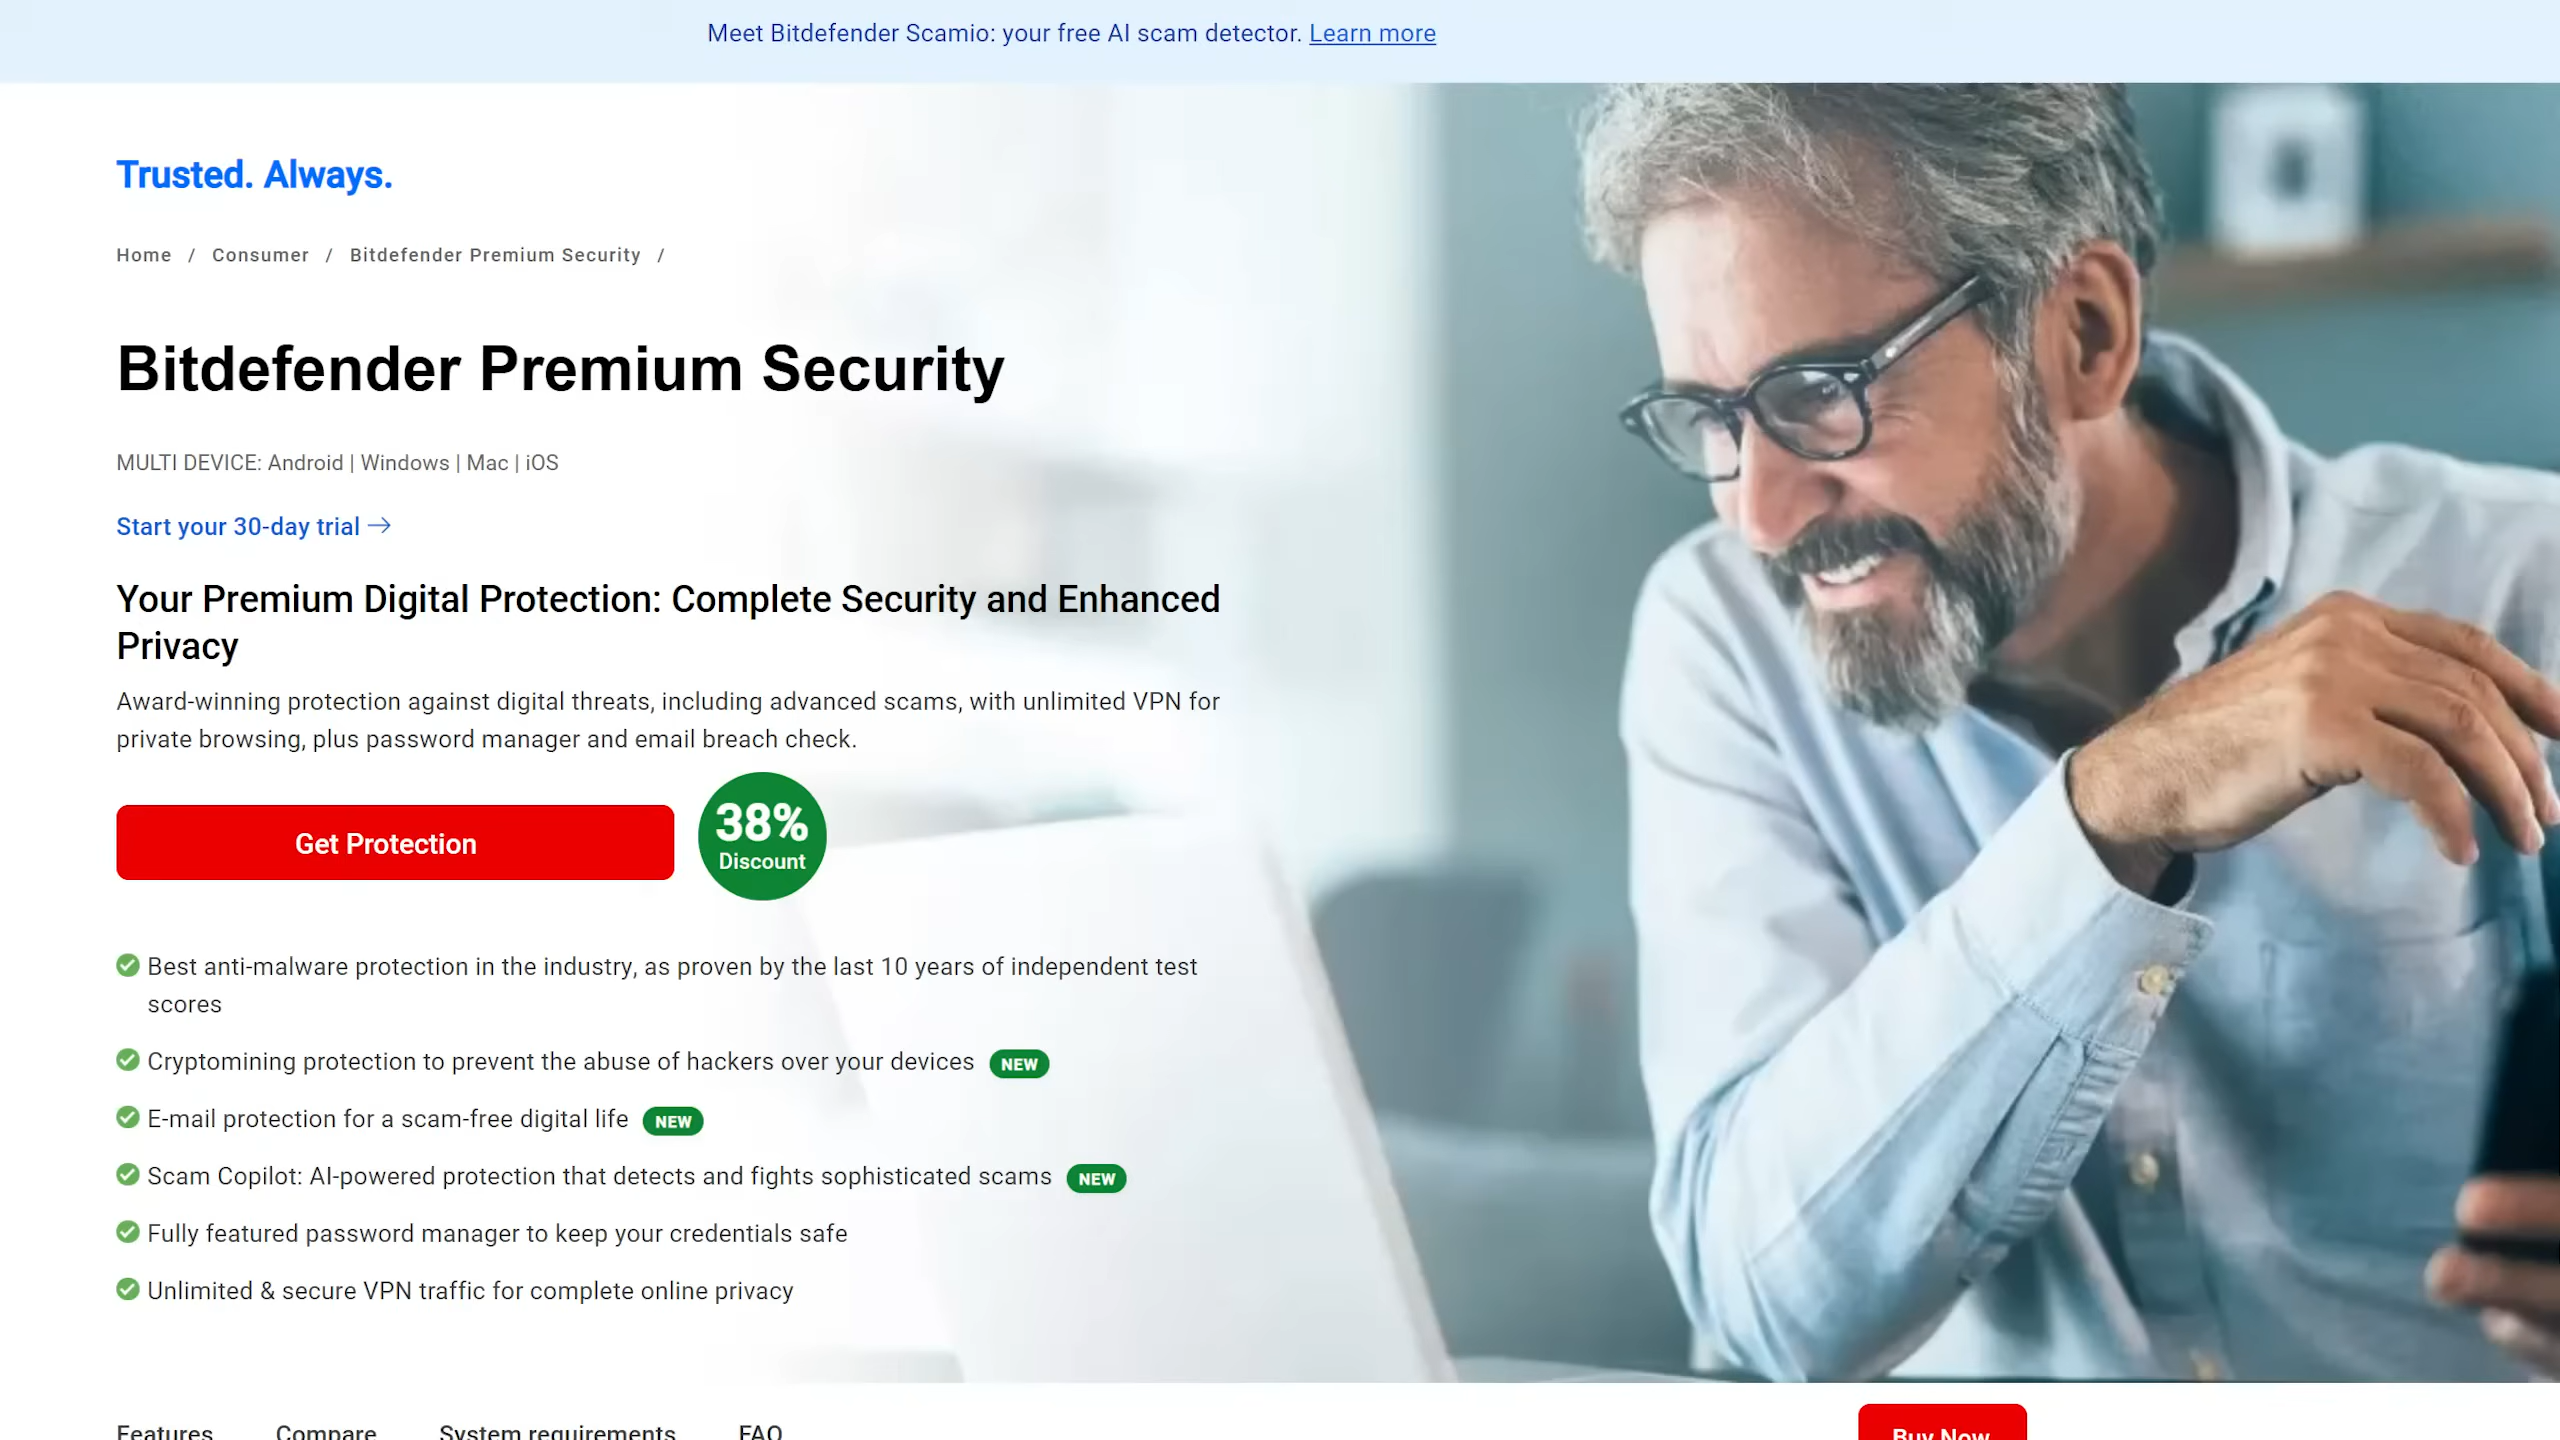 Meet Bitdefender Scamio: your free AI scam detector. Learn more
Trusted. Always.
Home / Consumer / Bitdefender Premium Security /
Bitdefender Premium Security
MULTI DEVICE: Android | Windows | Mac | iOS
Start your 30-day trial →
Your Premium Digital Protection: Complete Security and Enhanced
Privacy
Award-winning protection against digital threats, including advanced scams, with unlimited VPN for
private browsing, plus password manager and email breach check.
Get Protection
38%
Discount
Best anti-malware protection in the industry, as proven by the last 10 years of independent test
scores
Cryptomining protection to prevent the abuse of hackers over your devices NEW
E-mail protection for a scam-free digital life NEW
Scam Copilot: AI-powered protection that detects and fights sophisticated scams NEW
Fully featured password manager to keep your credentials safe
Unlimited & secure VPN traffic for complete online privacy
Features Compare System requirements FAQ Buy Now